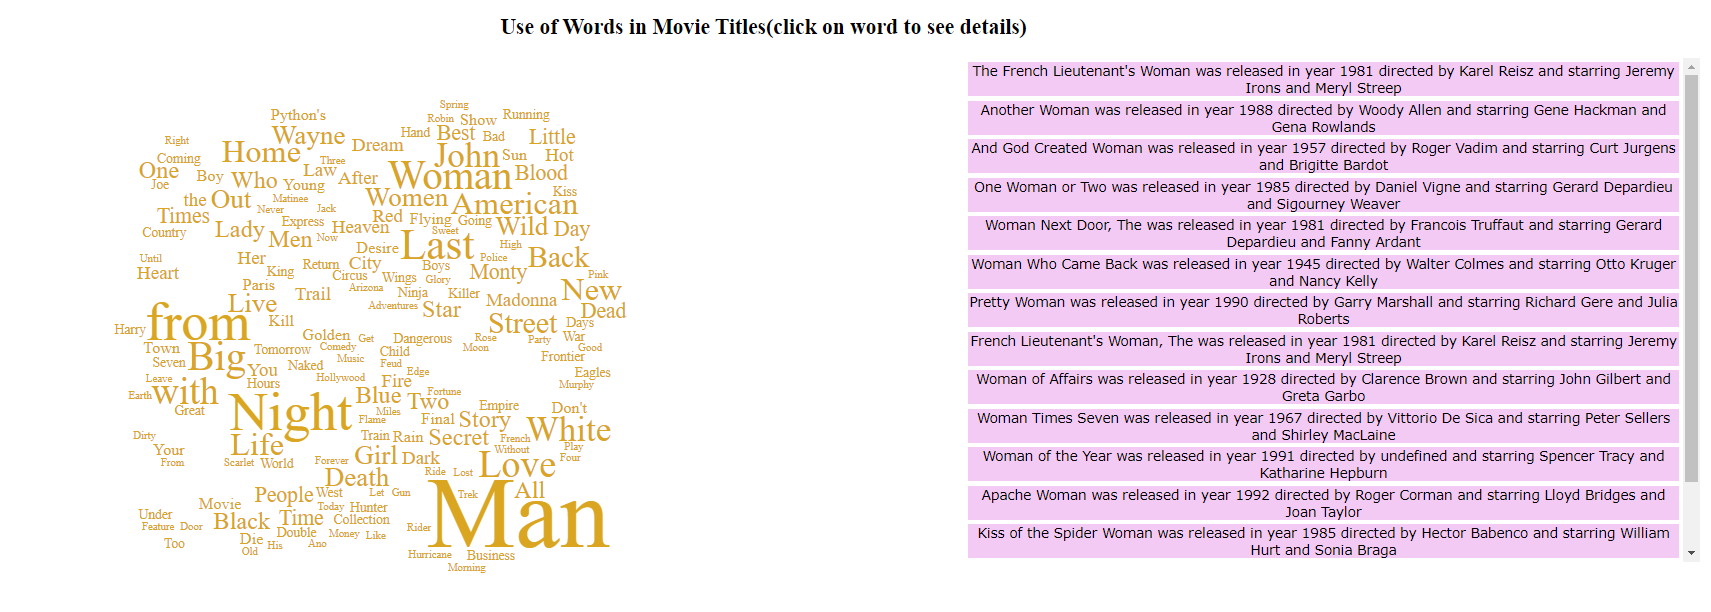 Use of Words in Movie Titles(click on word to see details)
Spring
Python's Robin Show Running
Wayne Hand Best Bad Little
Right Home Dream John Sun Hot
Coming Three
One Boy Who Law After Woman Blood
Joe Young Kiss
the Out Matinee Women American
Times Never Jack Red Flying Going Wild Day
Country Lady Express Heaven Sweet
Men Now Desire Last High Back
Until Her City Boys Police
Heart King Return Circus Wings Glory Monty Pink
Paris Arizona
Live Trail Ninja Killer Madonna New
Adventures Star Dead
from Kill Street Days
Harry Golden Get Dangerous Rose Party War
Town Big Tomorrow Comedy Child Moon Good
Seven You Naked Music Feud Frontier
Leave Hours Hollywood Fire Edge Eagles
Earth with Blue Two Fortune Murphy
Great Night Miles Empire Don't
Flame Final Story White
Dirty Life Train Rain Secret French
Your Without Play
From Scarlet World Forever Girl Dark Love Four
Death Ride Lost
People West Let Gun Man Trek All
Movie Today Hunter
Under Black Time Collection
Feature Door Double Money Like Rider
Too Die His Ano
Old Hurricane Business
Morning
The French Lieutenant's Woman was released in year 1981 directed by Karel Reisz and starring Jeremy
Irons and Meryl Streep
Another Woman was released in year 1988 directed by Woody Allen and starring Gene Hackman and
Gena Rowlands
And God Created Woman was released in year 1957 directed by Roger Vadim and starring Curt Jurgens
and Brigitte Bardot
One Woman or Two was released in year 1985 directed by Daniel Vigne and starring Gerard Depardieu
and Sigourney Weaver
Woman Next Door, The was released in year 1981 directed by Francois Truffaut and starring Gerard
Depardieu and Fanny Ardant
Woman Who Came Back was released in year 1945 directed by Walter Colmes and starring Otto Kruger
and Nancy Kelly
Pretty Woman was released in year 1990 directed by Garry Marshall and starring Richard Gere and Julia
Roberts
French Lieutenant's Woman, The was released in year 1981 directed by Karel Reisz and starring Jeremy
Irons and Meryl Streep
Woman of Affairs was released in year 1928 directed by Clarence Brown and starring John Gilbert and
Greta Garbo
Woman Times Seven was released in year 1967 directed by Vittorio De Sica and starring Peter Sellers
and Shirley MacLaine
Woman of the Year was released in year 1991 directed by undefined and starring Spencer Tracy and
Katharine Hepburn
Apache Woman was released in year 1992 directed by Roger Corman and starring Lloyd Bridges and
Joan Taylor
Kiss of the Spider Woman was released in year 1985 directed by Hector Babenco and starring William
Hurt and Sonia Braga